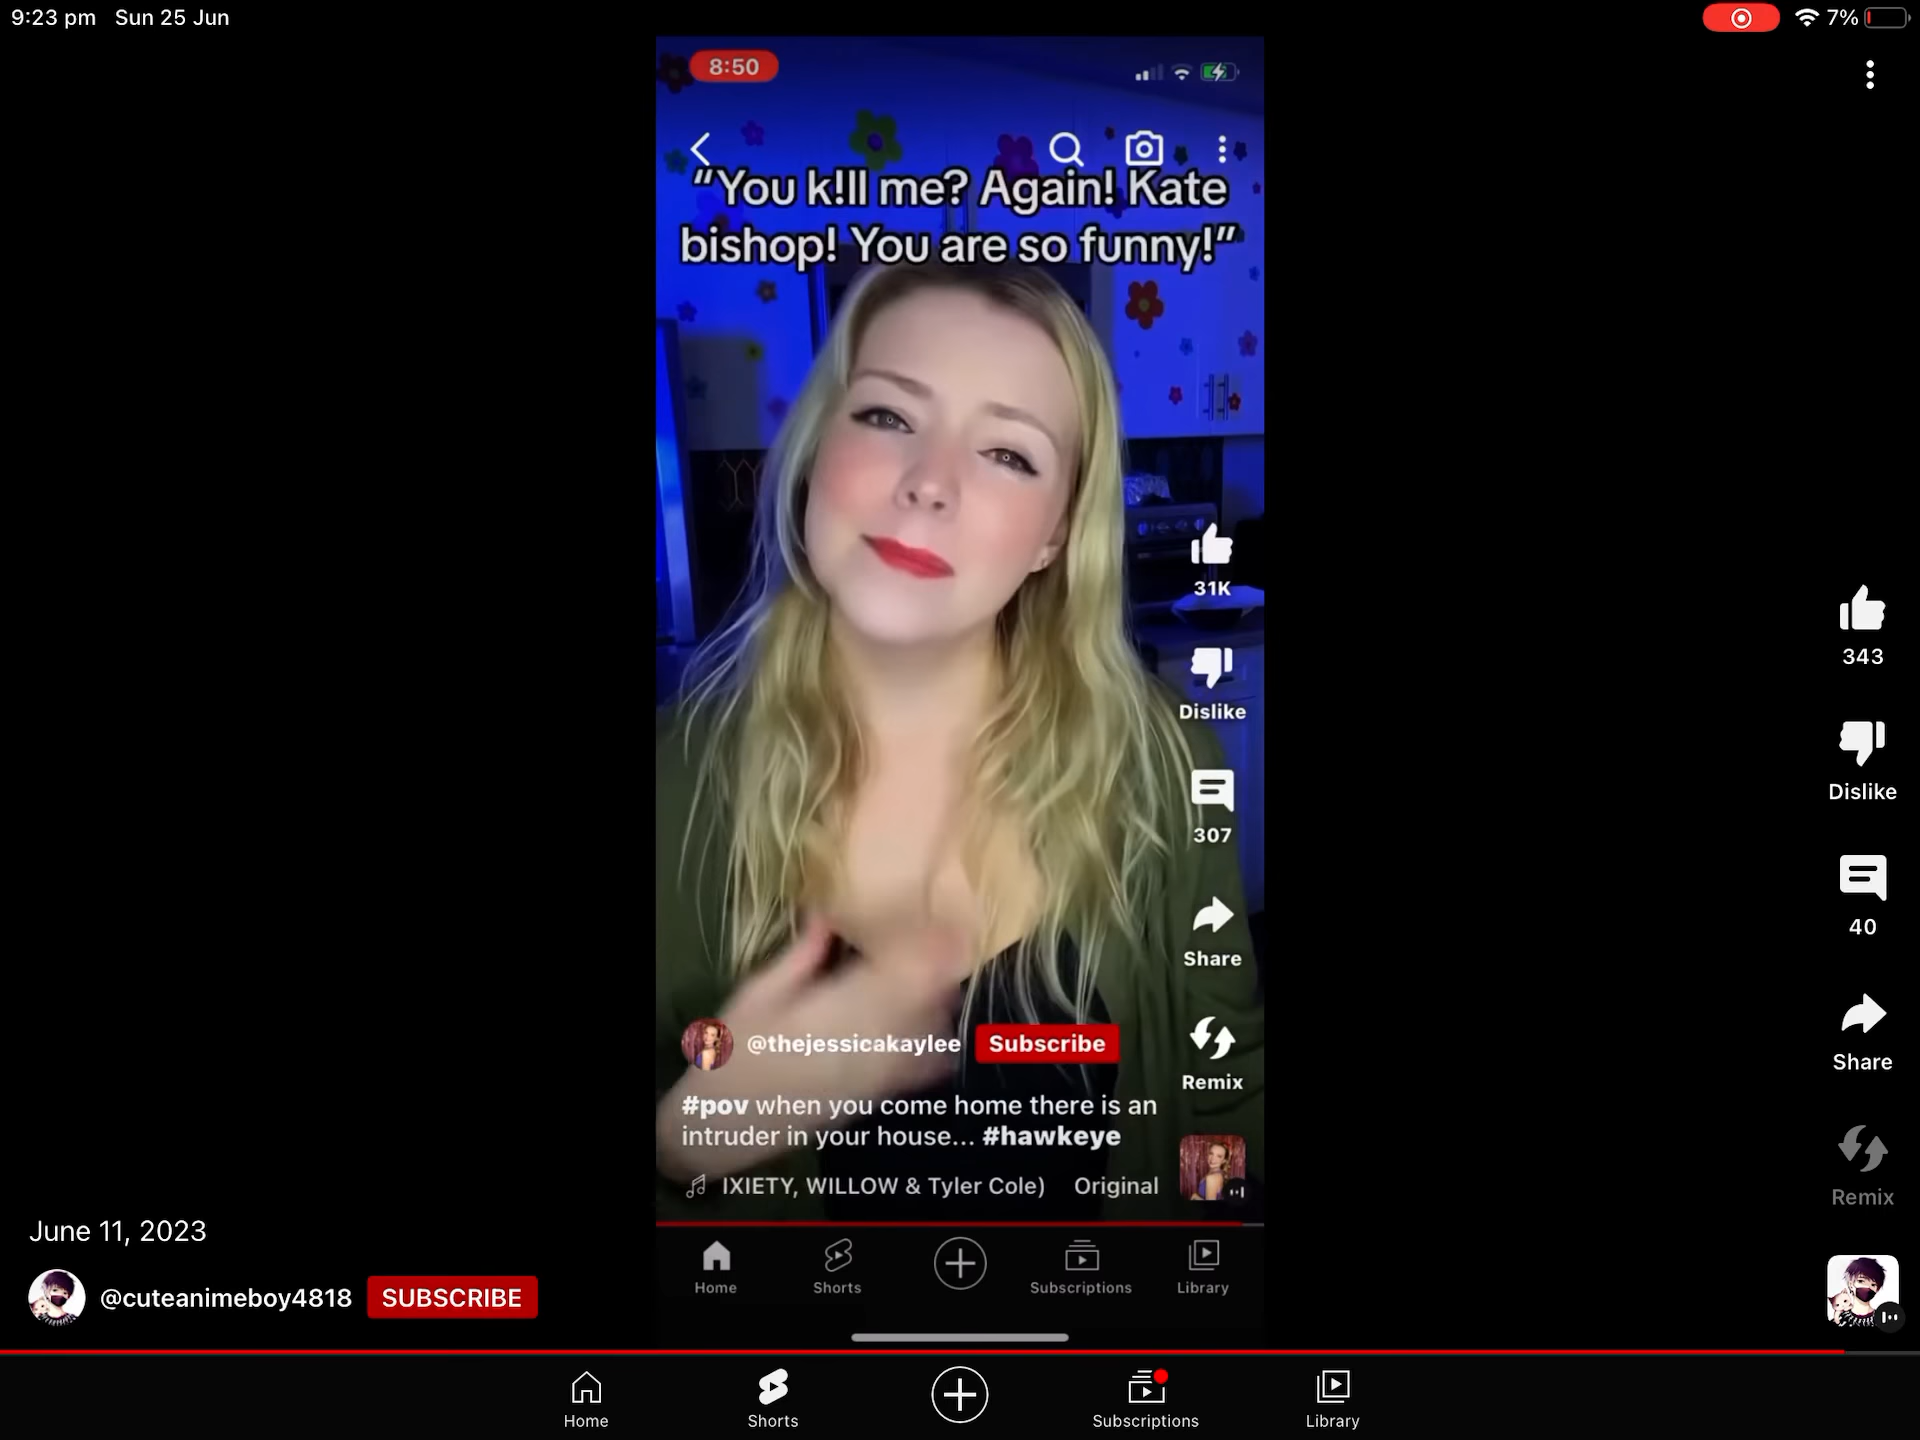 9:23 pm Sun 25 Jun
7%
8:50
“You k!ll me? Again! Kate
bishop! You are so funny!”
31K
Dislike
307
Share
@thejessicakaylee Subscribe
Remix
#pov when you come home there is an
intruder in your house... #hawkeye
IXIETY, WILLOW & Tyler Cole) Original
Home Shorts Subscriptions Library
343
Dislike
40
Share
Remix
June 11, 2023
@cuteanimeboy4818 SUBSCRIBE
Home Shorts Subscriptions Library